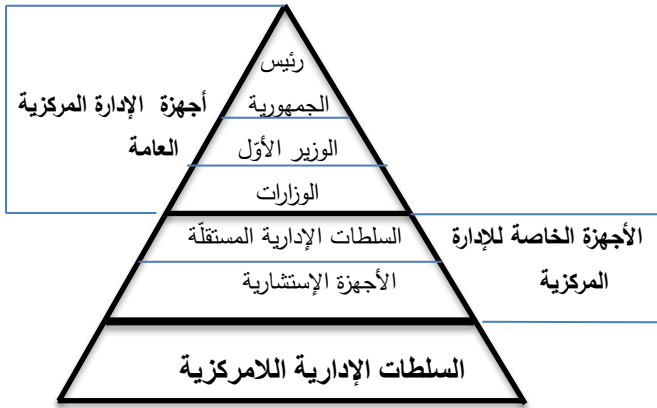 رئيس
الجمهورية
أجهزة الإدارة المركزية
العامة
الوزير الأوّل
الوزارات
السلطات الإدارية المستقلّة
الأجهزة الخاصة للإدارة
المركزية
الأجهزة الإستشارية
السلطات الإدارية اللامركزية